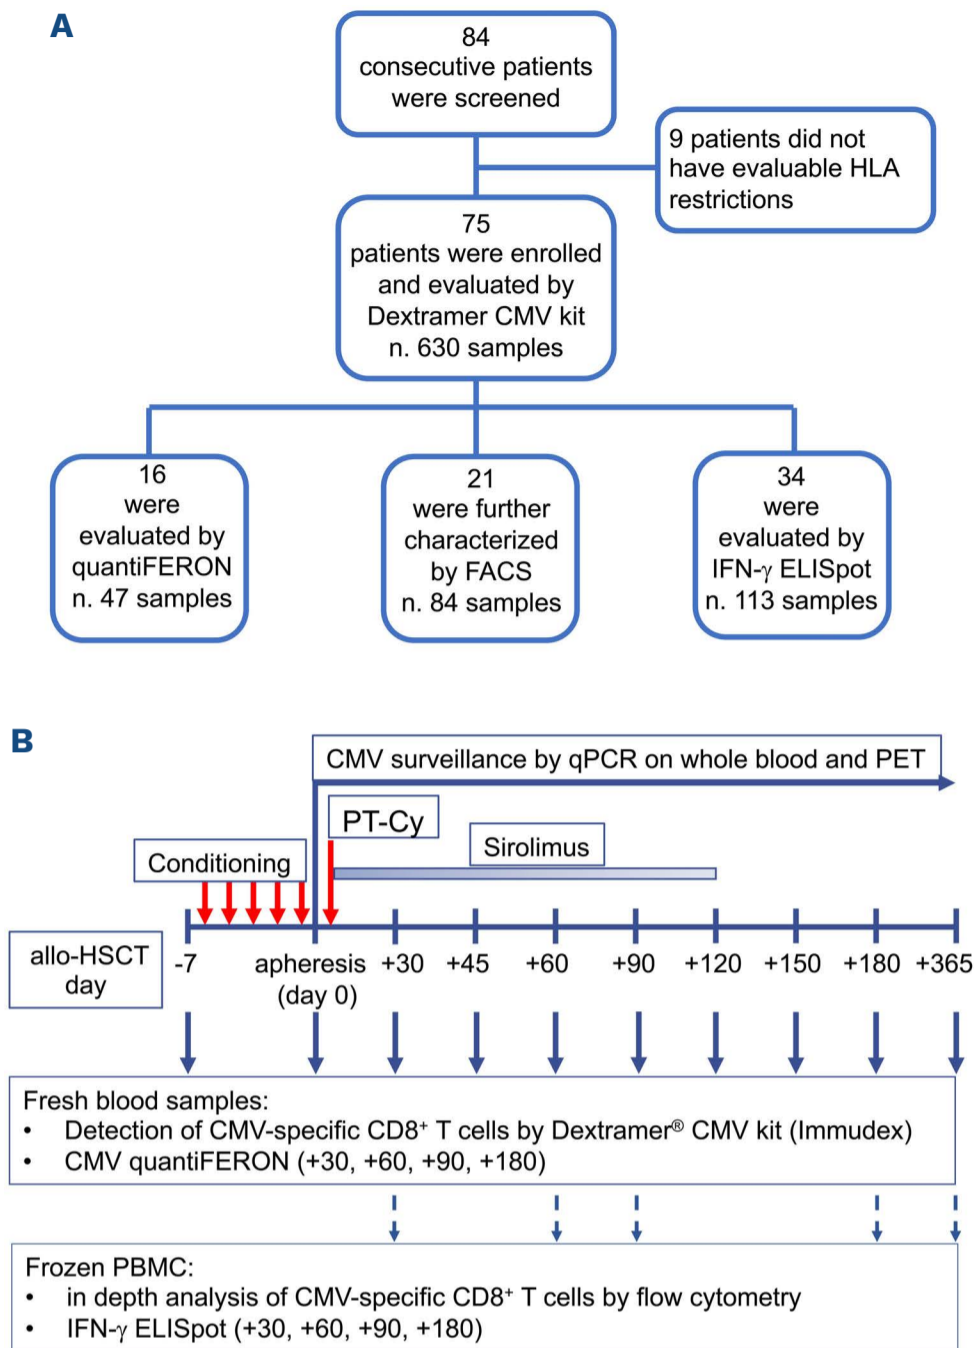 A
84
consecutive patients
were screened
9 patients did not
have evaluable HLA
restrictions
75
patients were enrolled
and evaluated by
Dextramer CMV kit
n. 630 samples
16
were
evaluated by
quantiFERON
n. 47 samples
21
were further
characterized
by FACS
n. 84 samples
34
were
evaluated by
IFN-γ ELISpot
n. 113 samples
B
CMV surveillance by qPCR on whole blood and PET
PT-Cy
Sirolimus
Conditioning
allo-HSCT
day
-7 apheresis +30 +45 +60 +90 +120 +150 +180 +365
(day 0)
Fresh blood samples:
• Detection of CMV-specific CD8⁺ T cells by Dextramer® CMV kit (Immudex)
• CMV quantiFERON (+30, +60, +90, +180)
Frozen PBMC:
• in depth analysis of CMV-specific CD8⁺ T cells by flow cytometry
• IFN-γ ELISpot (+30, +60, +90, +180)